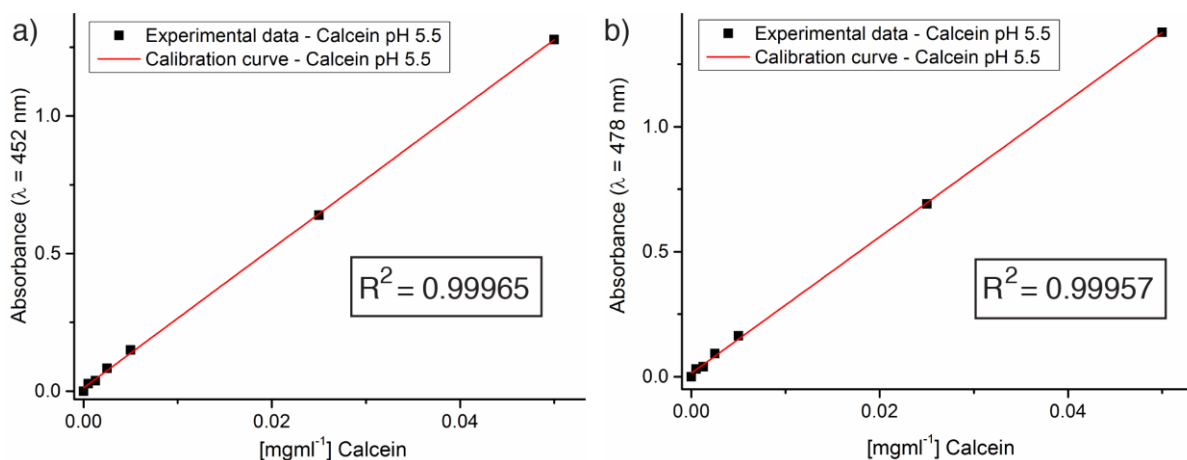 a)
Experimental data - Calcein pH 5.5
Calibration curve - Calcein pH 5.5
Absorbance (λ = 452 nm)
1.0
0.5
0.0
R² = 0.99965
0.00
0.02
0.04
[mgml⁻¹] Calcein
b)
Experimental data - Calcein pH 5.5
Calibration curve - Calcein pH 5.5
Absorbance (λ = 478 nm)
1.0
0.5
0.0
R² = 0.99957
0.00
0.02
0.04
[mgml⁻¹] Calcein